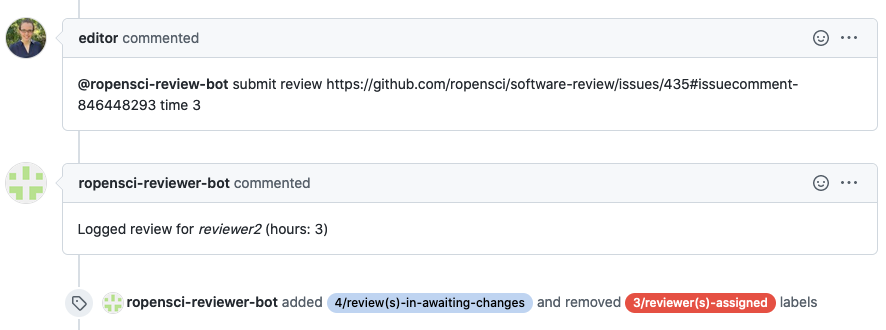 editor commented
@ropensci-review-bot submit review https://github.com/ropensci/software-review/issues/435#issuecomment-
846448293 time 3
ropensci-reviewer-bot commented
Logged review for reviewer2 (hours: 3)
ropensci-reviewer-bot added 4/review(s)-in-awaiting-changes and removed 3/reviewer(s)-assigned labels